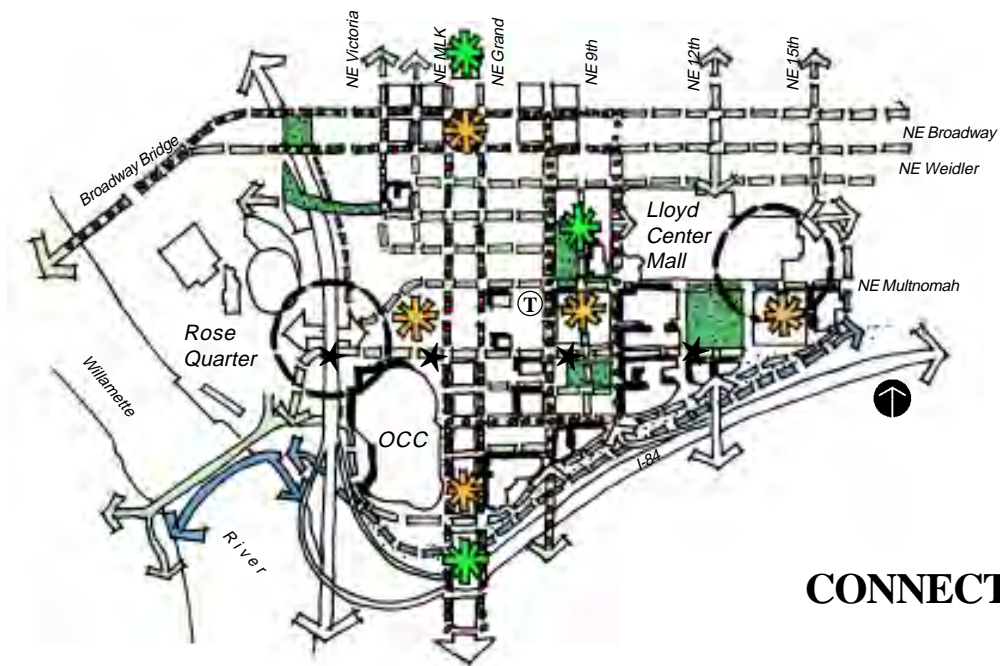 NE Victoria
NE MLK
NE Grand
NE 9th
NE 12th
NE 15th
NE Broadway
NE Weidler
Broadway Bridge
Lloyd
Center
Mall
NE Multnomah
T
Rose
Quarter
Willamette
OCC
I-84
River
CONNECT